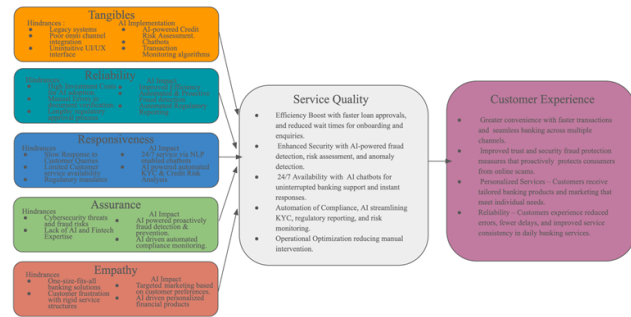 Tangibles
Hindrances :
Legacy systems
Poor omni channel
integration
Unintuitive UI/UX
interface
AI Implementation
AI-powered Credit
Risk Assessment.
Chatbots
Transaction
Monitoring algorithms
Reliability
Hindrances:
AI Impact
Responsiveness
Hindrances
Slow Response to
Customer Queries
Limited Customer
service availability
Regulatory mandates
AI Impact
24/7 service via NLP
enabled chatbots
AI powered automated
KYC & Credit Risk
Analysis
Assurance
Hindrances
Cybersecurity threats
and fraud risks
Lack of AI and Fintech
Expertise
AI Impact
AI powered proactively
fraud detection &
prevention.
AI driven automated
compliance monitoring.
Empathy
Hindrances
One-size-fits-all
banking solutions
Customer frustration
with rigid service
structures
AI Impact
Targeted marketing based
on customer preferences.
AI driven personalized
financial products
Service Quality
Efficiency Boost with faster loan approvals,
and reduced wait times for onboarding and
enquiries.
Enhanced Security with AI-powered fraud
detection, risk assessment, and anomaly
detection.
24/7 Availability with AI chatbots for
uninterrupted banking support and instant
responses.
Automation of Compliance, AI streamlining
KYC, regulatory reporting, and risk
monitoring.
Operational Optimization reducing manual
intervention.
Customer Experience
Greater convenience with faster transactions
and seamless banking across multiple
channels.
Improved trust and security fraud protection
measures that proactively protects consumers
from online scams.
Personalized Services – Customers receive
tailored banking products and marketing that
meet individual needs.
Reliability – Customers experience reduced
errors, fewer delays, and improved service
consistency in daily banking services.